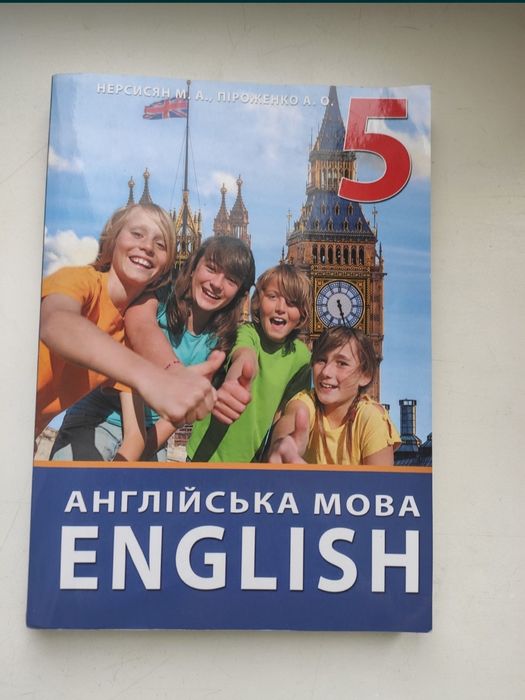 НЕРСИСЯН М. А., ПІРОЖЕНКО А. О.
5
АНГЛІЙСЬКА МОВА
ENGLISH